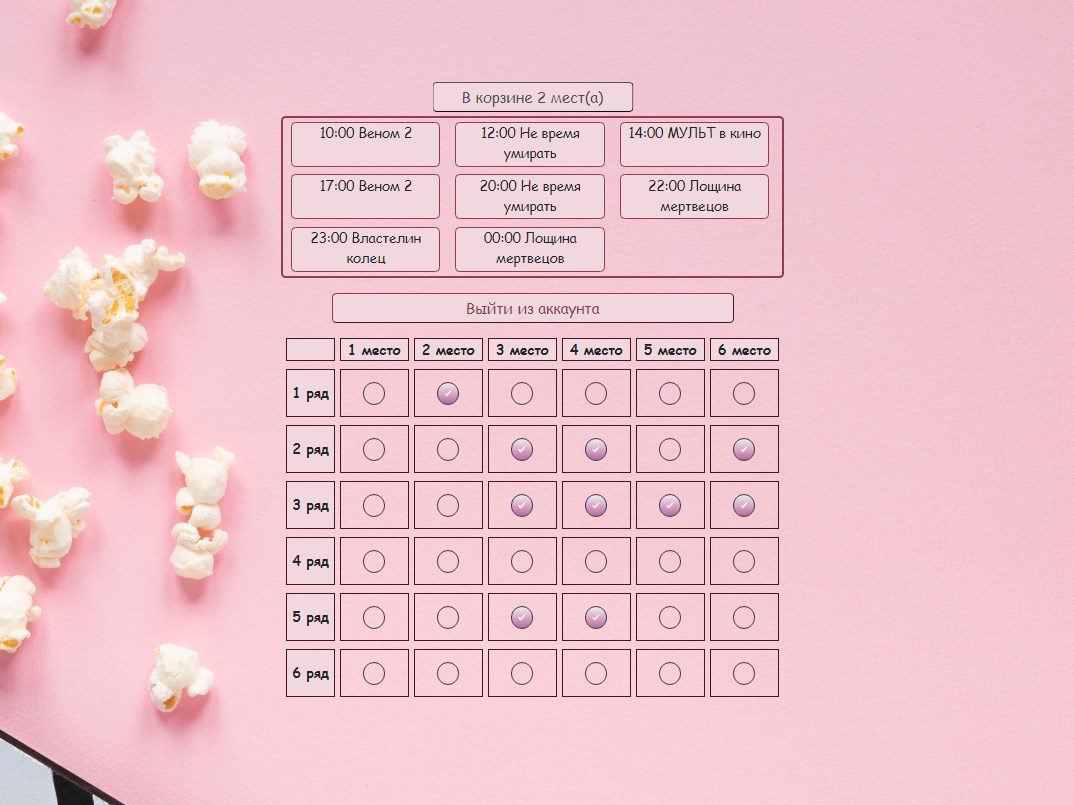 В корзине 2 мест(а)
10:00 Веном 2
12:00 Не время
умирать
14:00 МУЛЬТ в кино
17:00 Веном 2
20:00 Не время
умирать
22:00 Лощина
мертвецов
23:00 Властелин
колец
00:00 Лощина
мертвецов
Выйти из аккаунта
1 место 2 место 3 место 4 место 5 место 6 место
1 ряд
2 ряд
3 ряд
4 ряд
5 ряд
6 ряд